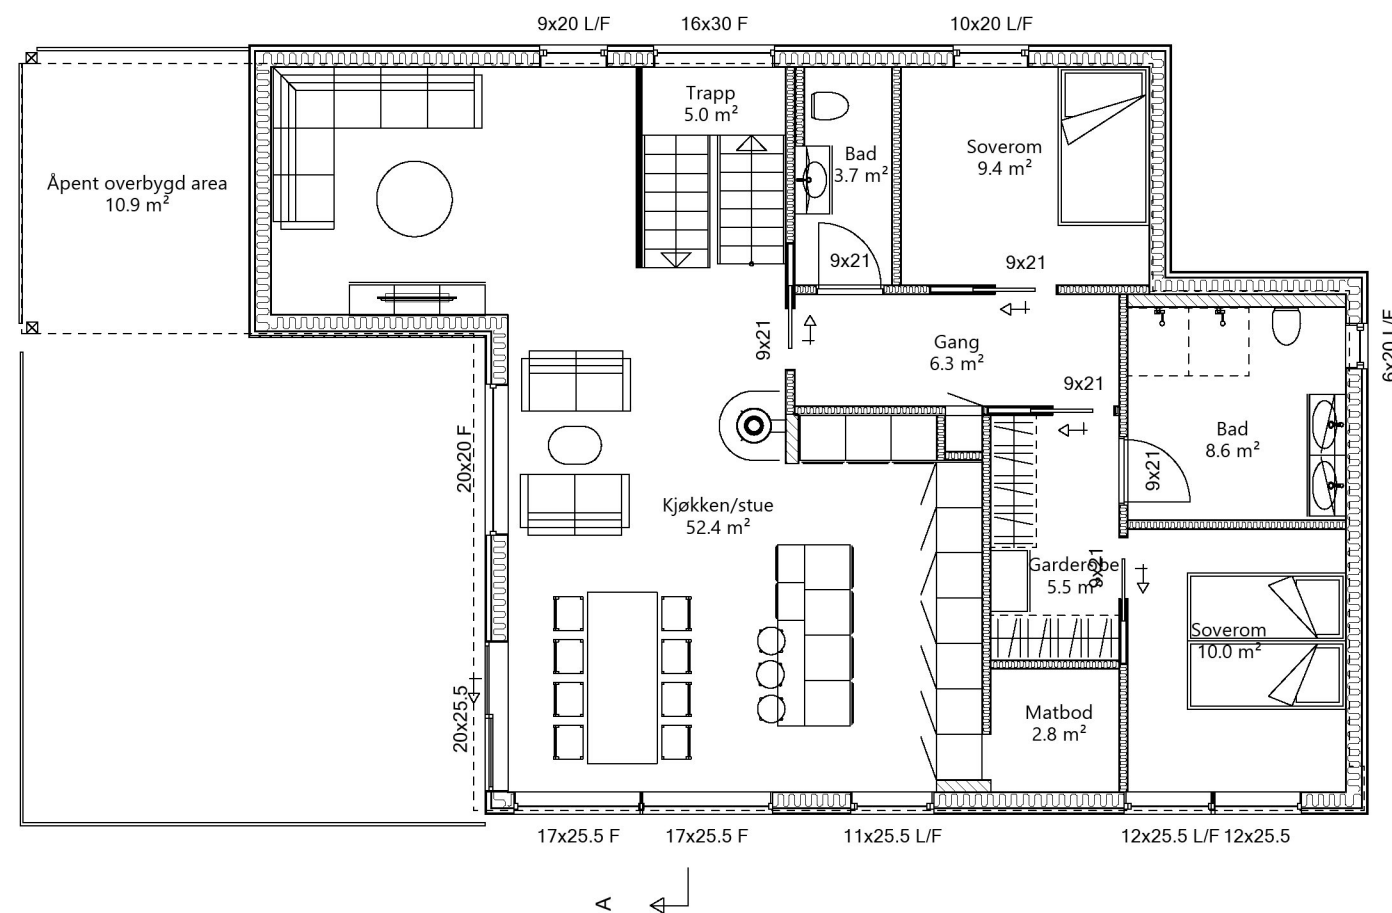 9x20 L/F
16x30 F
10x20 L/F
Trapp
5.0 m²
Bad
3.7 m²
Soverom
9.4 m²
Åpent overbygd area
10.9 m²
9x21
9x21
9x21
Gang
6.3 m²
9x21
6x20 L/F
20x20 F
Bad
8.6 m²
9x21
Kjøkken/stue
52.4 m²
Garderobe
5.5 m²
9x21
Soverom
10.0 m²
20x25.5
Matbod
2.8 m²
17x25.5 F
17x25.5 F
11x25.5 L/F
12x25.5 L/F
12x25.5
A